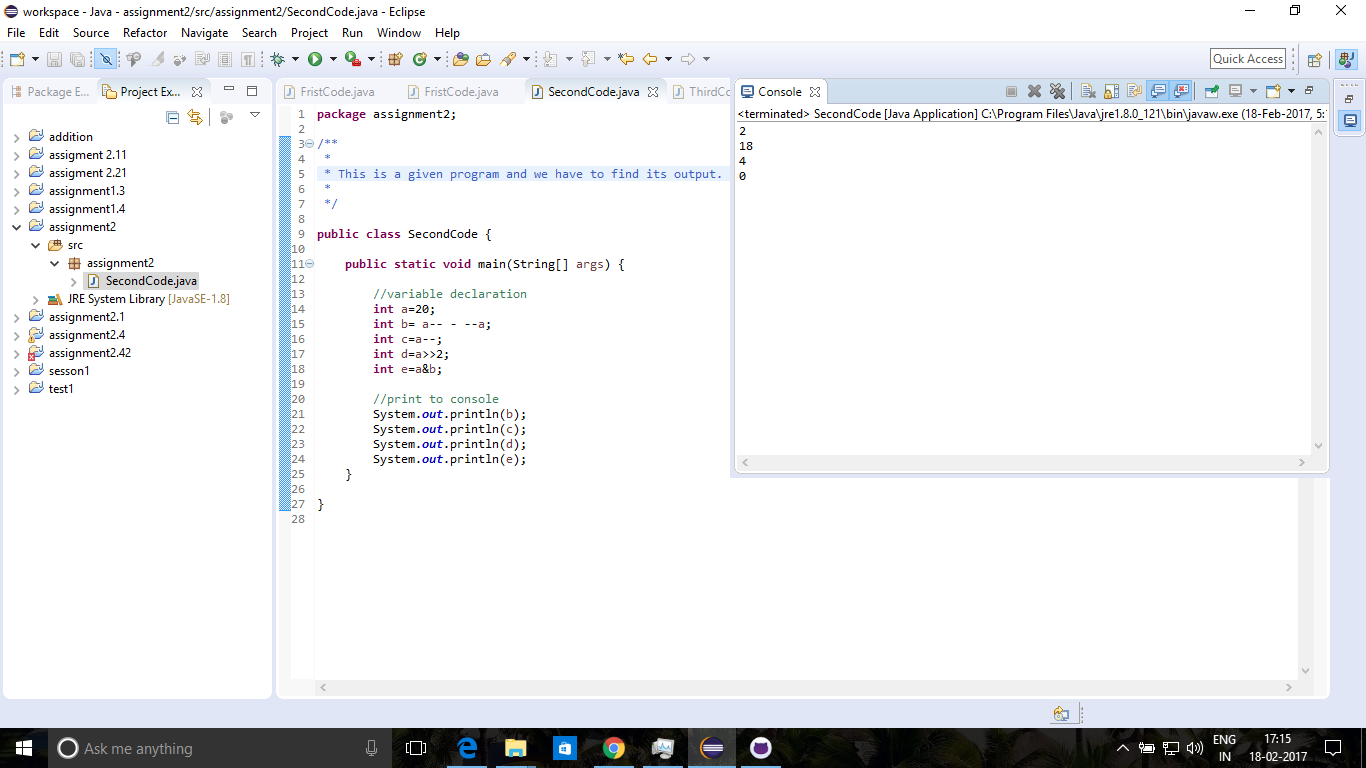 workspace - Java - assignment2/src/assignment2/SecondCode.java - Eclipse
File Edit Source Refactor Navigate Search Project Run Window Help
Quick Access
Package E...
Project Ex...
addition
assigment 2.11
assigment 2.21
assignment1.3
assignment1.4
assignment2
src
assignment2
SecondCode.java
JRE System Library [JavaSE-1.8]
assignment2.1
assignment2.4
assignment2.42
sesson1
test1
FristCode.java
FristCode.java
SecondCode.java
ThirdCo
1 package assignment2;
2
3 /**
4 *
5 * This is a given program and we have to find its output.
6 *
7 */
8
9 public class SecondCode {
10
11 public static void main(String[] args) {
12
13 //variable declaration
14 int a=20;
15 int b= a-- - --a;
16 int c=a--;
17 int d=a>>2;
18 int e=a&b;
19
20 //print to console
21 System.out.println(b);
22 System.out.println(c);
23 System.out.println(d);
24 System.out.println(e);
25 }
26
27 }
28
Console
<terminated> SecondCode [Java Application] C:\Program Files\Java\jre1.8.0_121\bin\javaw.exe (18-Feb-2017, 5:1
2
18
4
0
Ask me anything
ENG
IN
17:15
18-02-2017